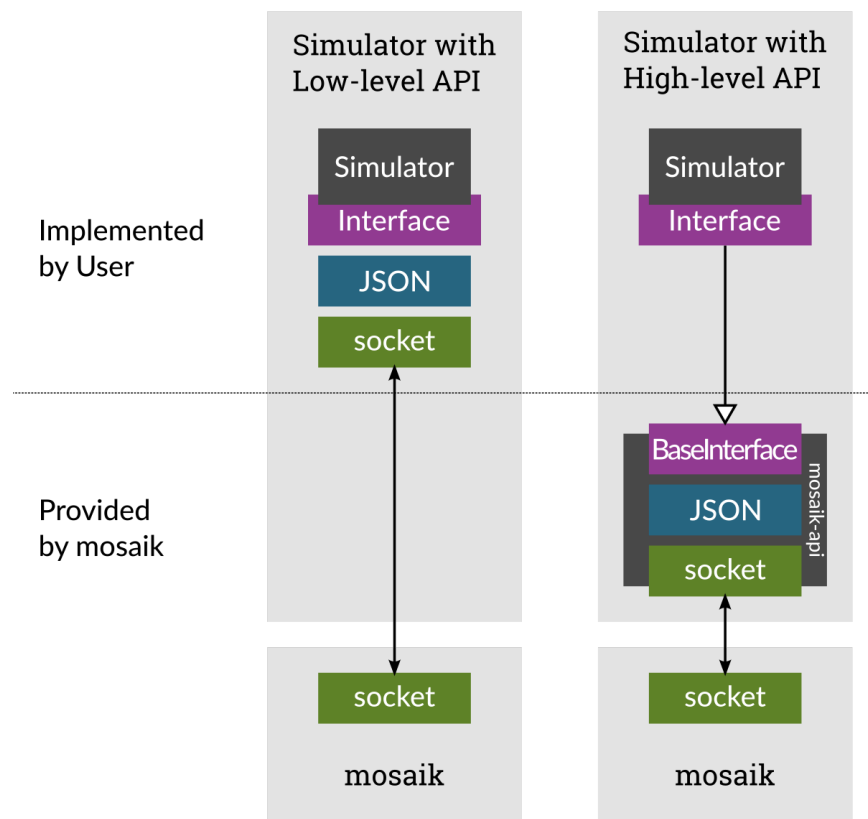 Simulator with
Low-level API
Simulator with
High-level API
Simulator
Simulator
Interface
Interface
Implemented
by User
JSON
socket
BaseInterface
JSON
socket
mosaik-api
Provided
by mosaik
socket
socket
mosaik
mosaik